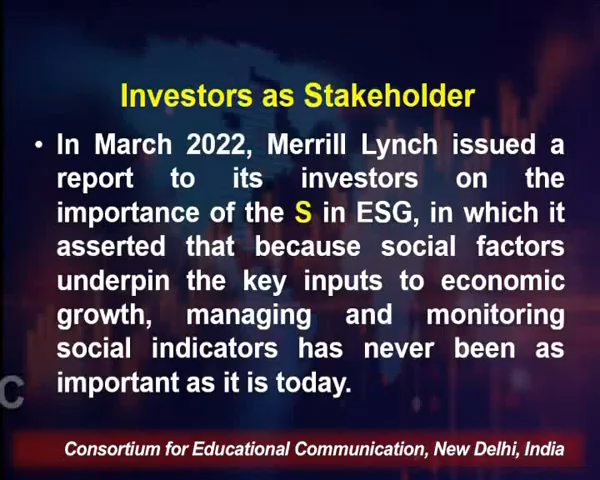 Investors as Stakeholder
• In March 2022, Merrill Lynch issued a
report to its investors on the
importance of the S in ESG, in which it
asserted that because social factors
underpin the key inputs to economic
growth, managing and monitoring
social indicators has never been as
important as it is today.
C
Consortium for Educational Communication, New Delhi, India